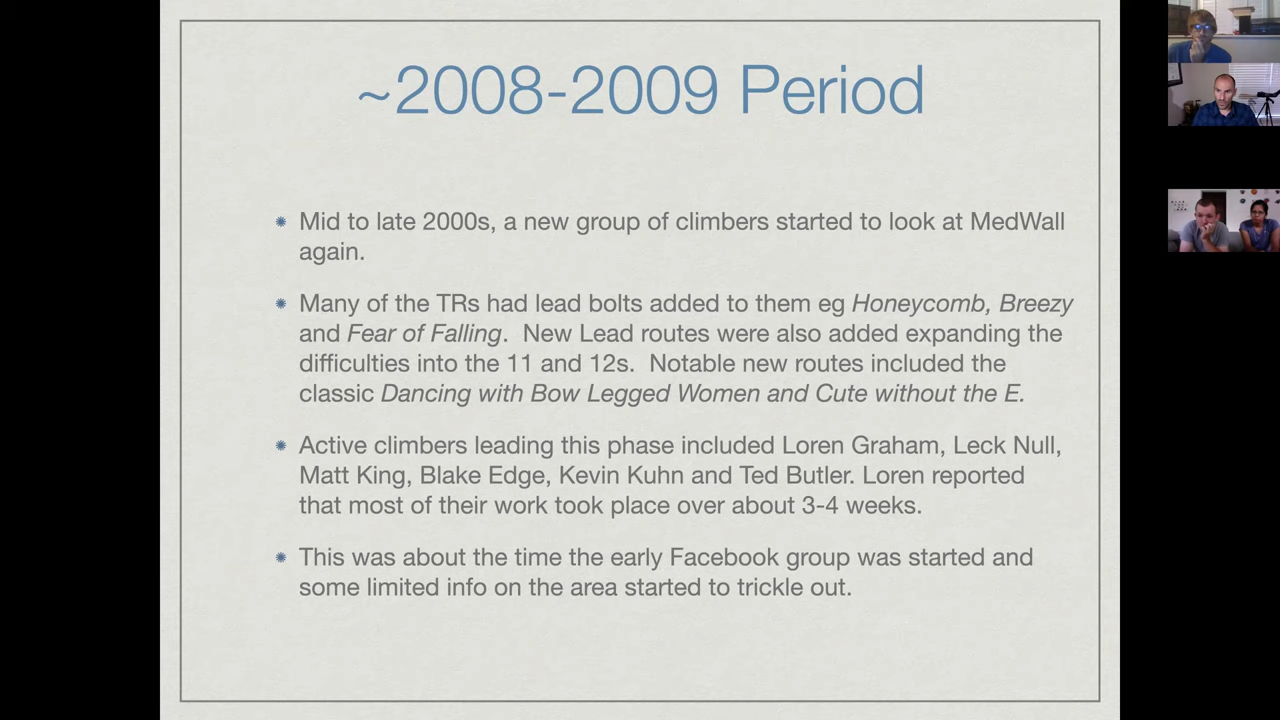 ~2008-2009 Period
Mid to late 2000s, a new group of climbers started to look at MedWall
again.
Many of the TRs had lead bolts added to them eg Honeycomb, Breezy
and Fear of Falling.  New Lead routes were also added expanding the
difficulties into the 11 and 12s.  Notable new routes included the
classic Dancing with Bow Legged Women and Cute without the E.
Active climbers leading this phase included Loren Graham, Leck Null,
Matt King, Blake Edge, Kevin Kuhn and Ted Butler. Loren reported
that most of their work took place over about 3-4 weeks.
This was about the time the early Facebook group was started and
some limited info on the area started to trickle out.